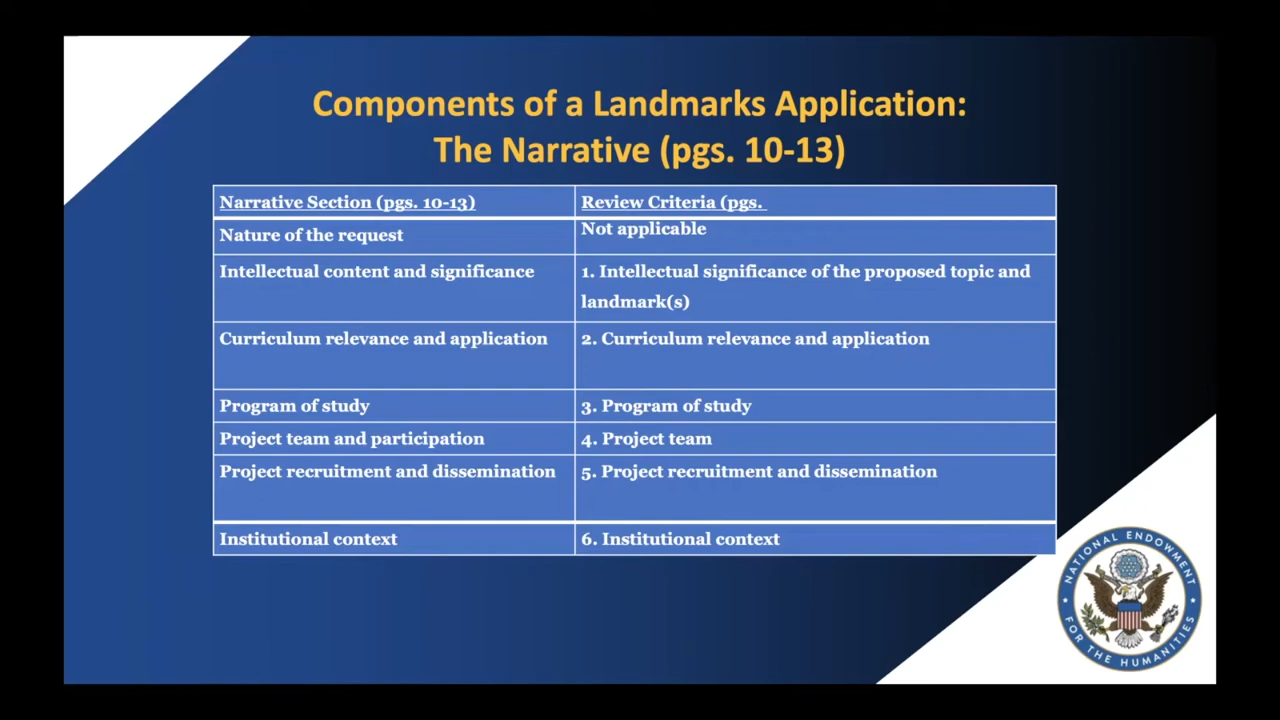 Components of a Landmarks Application:
The Narrative (pgs. 10-13)
Narrative Section (pgs. 10-13)
Review Criteria (pgs.
Nature of the request
Not applicable
Intellectual content and significance
1. Intellectual significance of the proposed topic and
landmark(s)
Curriculum relevance and application
2. Curriculum relevance and application
Program of study
3. Program of study
Project team and participation
4. Project team
Project recruitment and dissemination
5. Project recruitment and dissemination
Institutional context
6. Institutional context
NATIONAL ENDOWMENT
FOR THE HUMANITIES